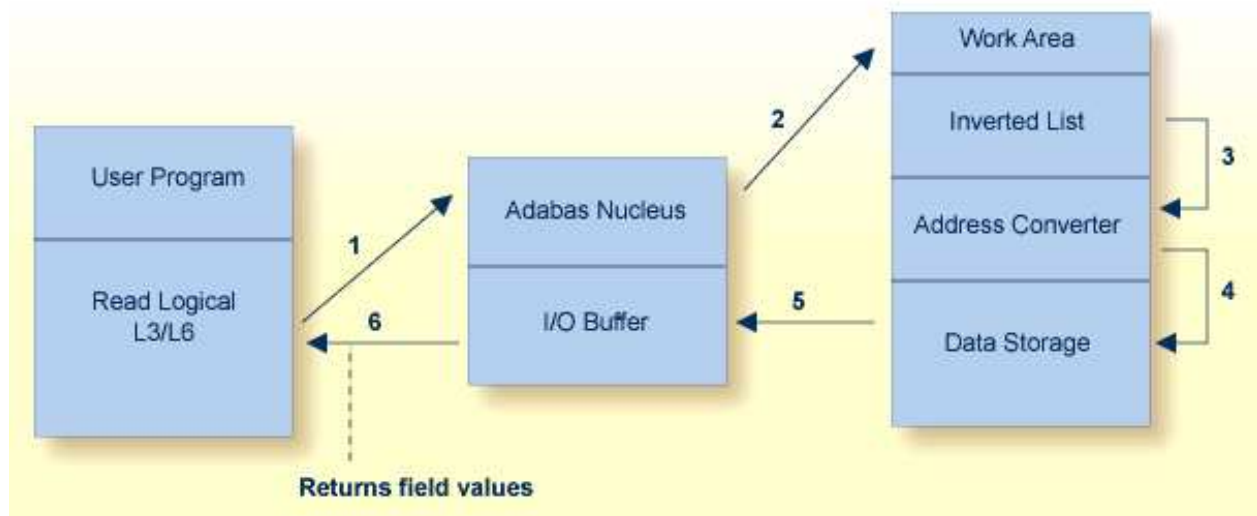 User Program
Read Logical
L3/L6
1
6
Returns field values
Adabas Nucleus
I/O Buffer
2
5
Work Area
Inverted List
Address Converter
Data Storage
3
4